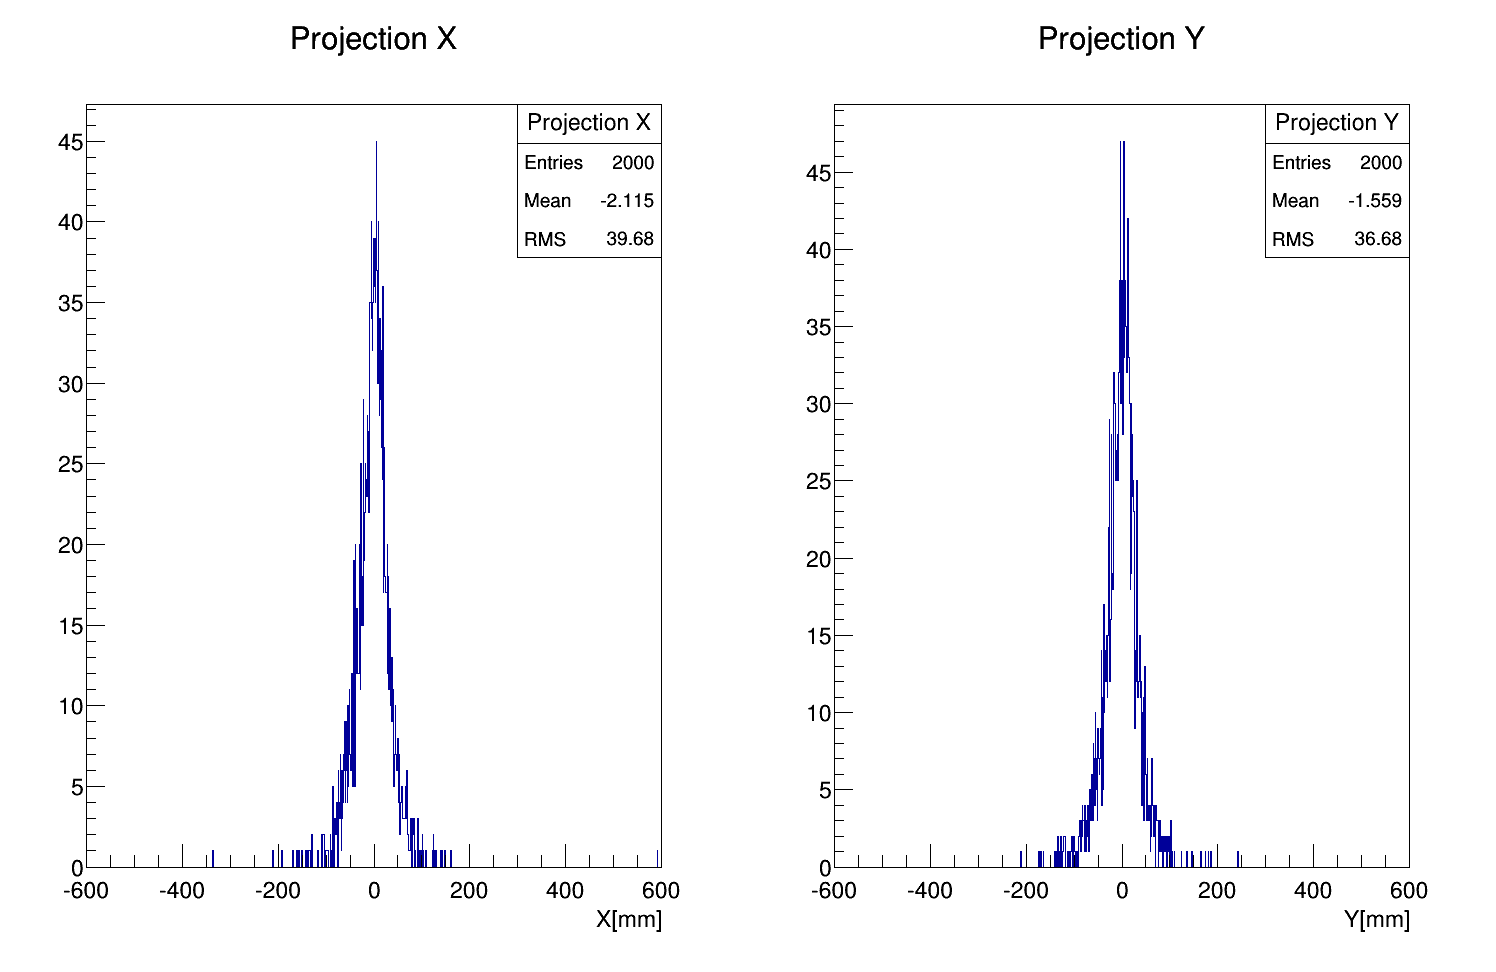 Projection X
Projection X
Entries 2000
Mean -2.115
RMS 39.68
45
40
35
30
25
20
15
10
5
0
-600 -400 -200 0 200 400 600
X[mm]
Projection Y
Projection Y
Entries 2000
Mean -1.559
RMS 36.68
45
40
35
30
25
20
15
10
5
0
-600 -400 -200 0 200 400 600
Y[mm]